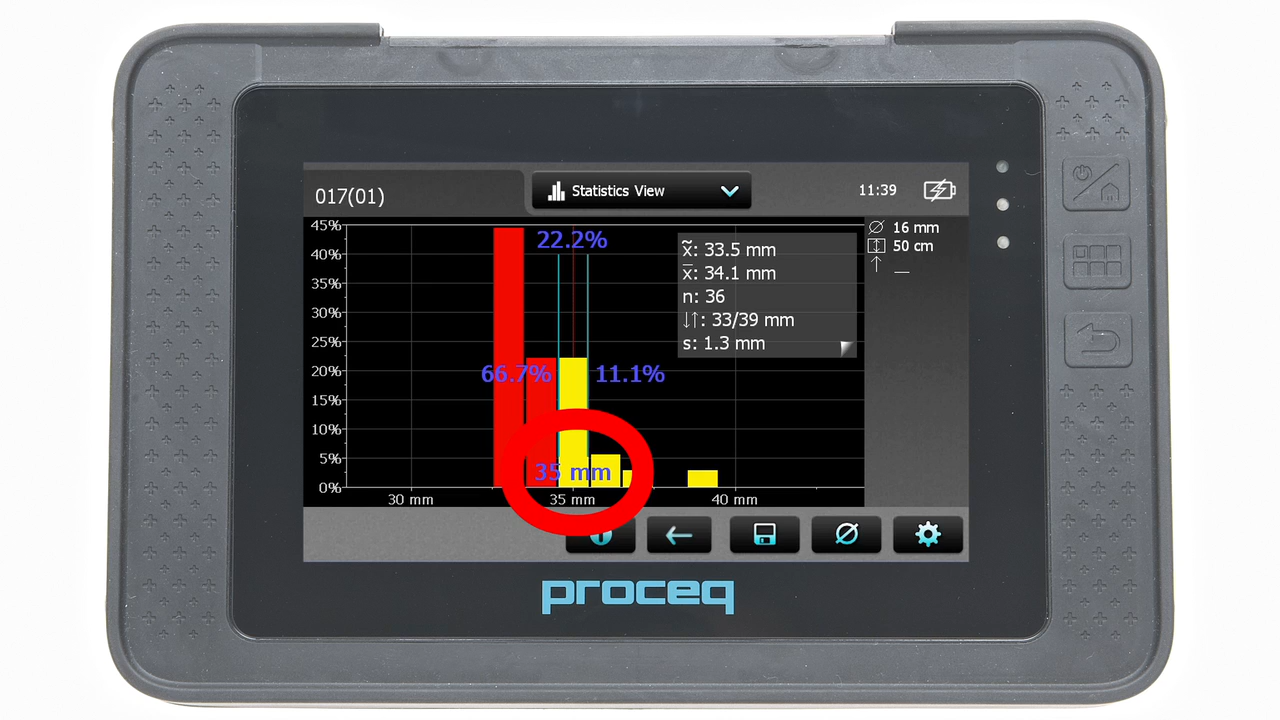 017(01)
Statistics View
11:39
45%
40%
35%
30%
25%
20%
15%
10%
5%
0%
22.2%
66.7%
11.1%
35 mm
30 mm
35 mm
40 mm
x̃: 33.5 mm
x̄: 34.1 mm
n: 36
↓↑: 33/39 mm
s: 1.3 mm
Ø 16 mm
50 cm
proceq